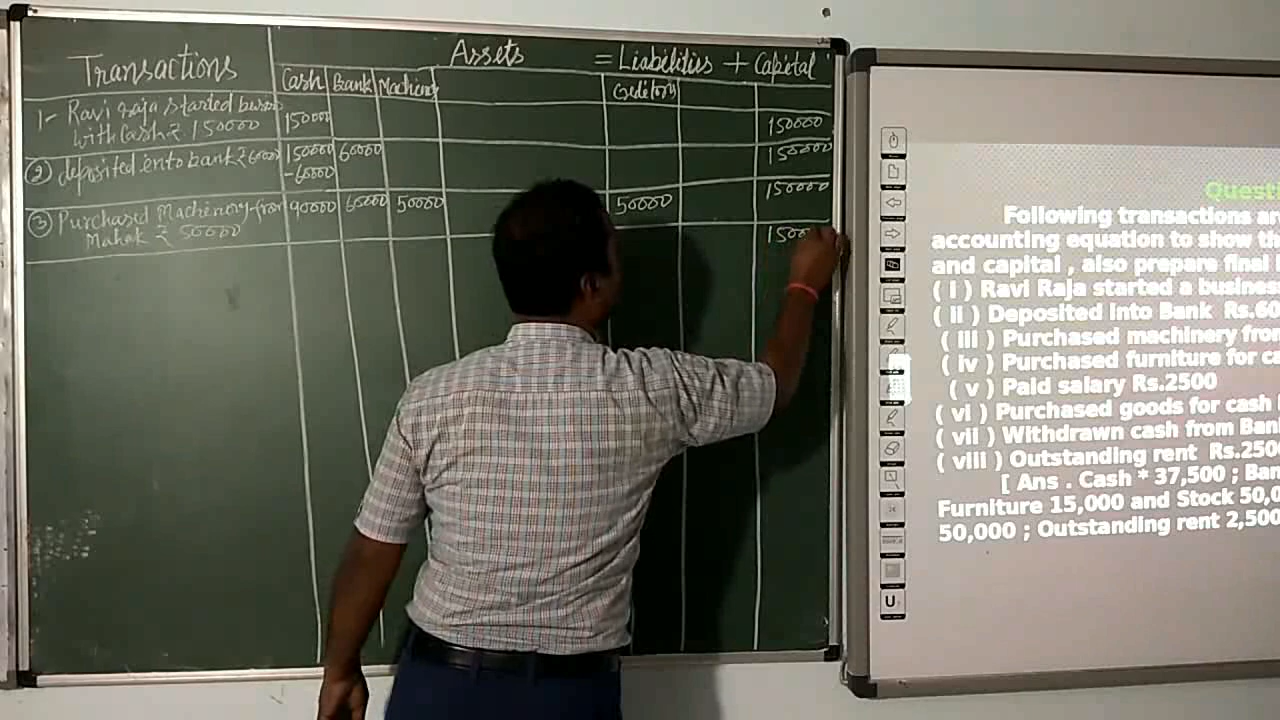 Transactions
Assets = Liabilities + Capital
Cash Bank Machinery Creditors
1- Ravi raja started busin
with Cash ₹ 150000 150000 150000
② deposited into bank ₹ 60000 150000 60000 150000
-60000
③ Purchased Machinery from 90000 60000 50000 50000 150000
Mahak ₹ 50000
1500
Questi
Following transactions ar
accounting equation to show th
and capital , also prepare final
( i ) Ravi Raja started a business
( ii ) Deposited into Bank Rs.60
( iii ) Purchased machinery from
( iv ) Purchased furniture for ca
( v ) Paid salary Rs.2500
( vi ) Purchased goods for cash
( vii ) Withdrawn cash from Ban
( viii ) Outstanding rent Rs.250
[ Ans . Cash * 37,500 ; Ban
Furniture 15,000 and Stock 50,0
50,000 ; Outstanding rent 2,500
U